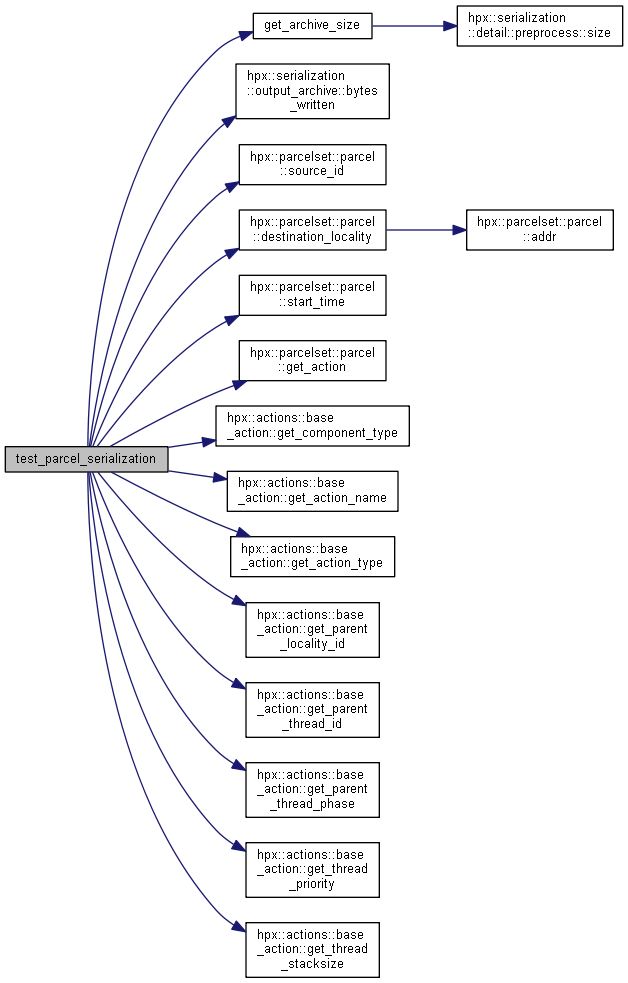 get_archive_size
hpx::serialization
::detail::preprocess::size
hpx::serialization
::output_archive::bytes
_written
hpx::parcelset::parcel
::source_id
hpx::parcelset::parcel
::destination_locality
hpx::parcelset::parcel
::addr
hpx::parcelset::parcel
::start_time
hpx::parcelset::parcel
::get_action
hpx::actions::base
_action::get_component_type
test_parcel_serialization
hpx::actions::base
_action::get_action_name
hpx::actions::base
_action::get_action_type
hpx::actions::base
_action::get_parent
_locality_id
hpx::actions::base
_action::get_parent
_thread_id
hpx::actions::base
_action::get_parent
_thread_phase
hpx::actions::base
_action::get_thread
_priority
hpx::actions::base
_action::get_thread
_stacksize